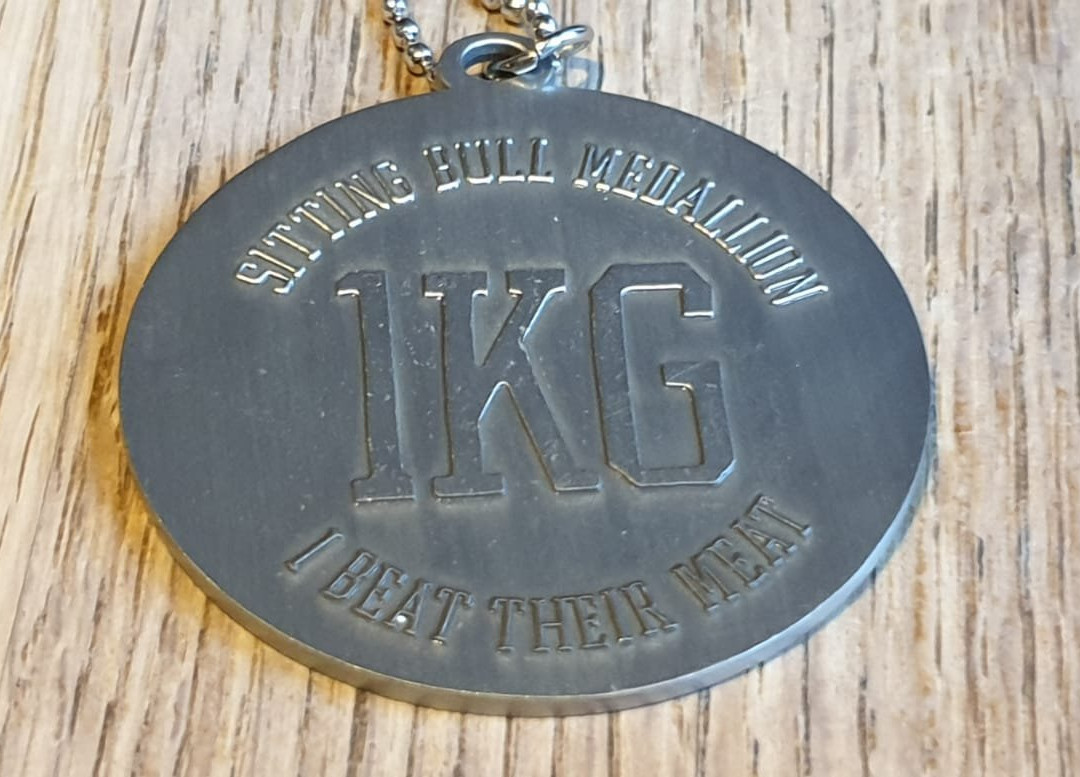 SITTING BULL MEDALLION
1KG
I BEAT THEIR MEAT